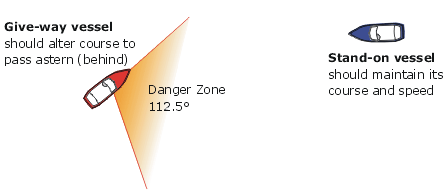 Give-way vessel
should alter course to
pass astern (behind)
Danger Zone
112.5º
Stand-on vessel
should maintain its
course and speed